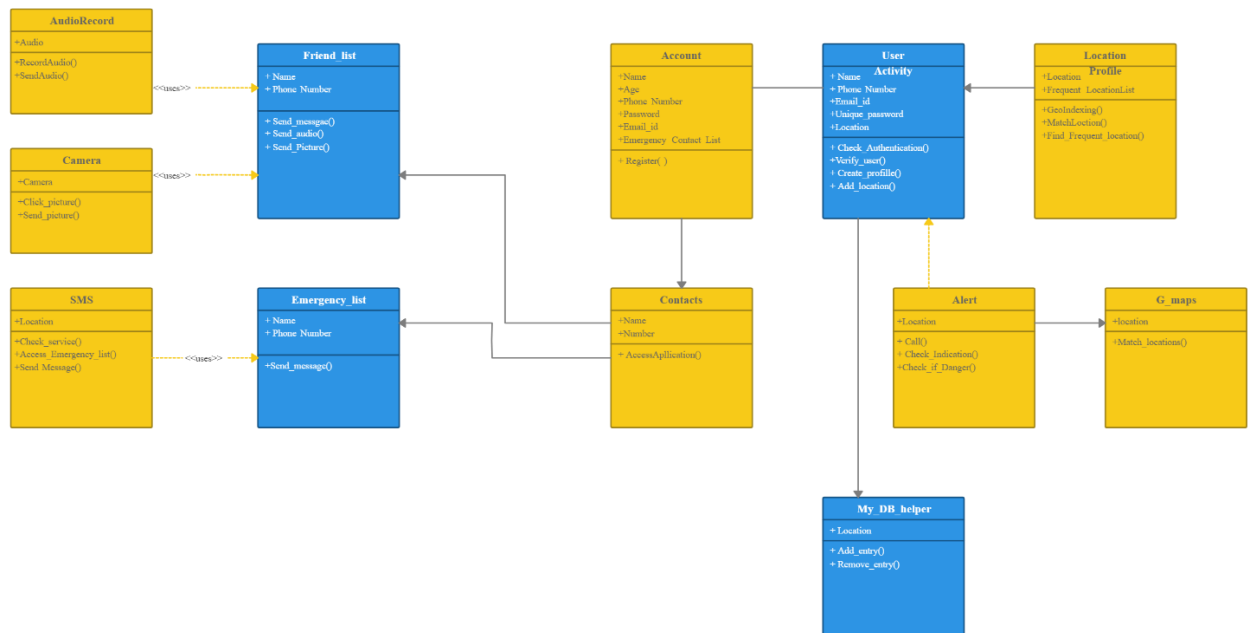 AudioRecord
+Audio
+RecordAudio()
+SendAudio()
<<uses>>
Friend_list
+ Name
+ Phone Number
+ Send_messgae()
+ Send_audio()
+ Send_Picture()
Account
+Name
+Age
+Phone Number
+Password
+Email_id
+Emergency Contact List
+ Register( )
User
Activity
+ Name
+ Phone Number
+Email_id
+Unique_password
+Location
+ Check_Authentication()
+Verify_user()
+ Create_profille()
+ Add_location()
Location
Profile
+Location
+Frequent LocationList
+GeoIndexing()
+MatchLoction()
+Find_Frequent_location()
Camera
+Camera
+Click_picture()
+Send_picture()
<<uses>>
SMS
+Location
+Check_service()
+Access_Emergency_list()
+Send Message()
<<uses>>
Emergency_list
+ Name
+ Phone Number
+Send_message()
Contacts
+Name
+Number
+ AccessApllication()
Alert
+Location
+ Call()
+ Check_Indication()
+Check_if_Danger()
G_maps
+location
+Match_locations()
My_DB_helper
+ Location
+ Add_entry()
+ Remove_entry()